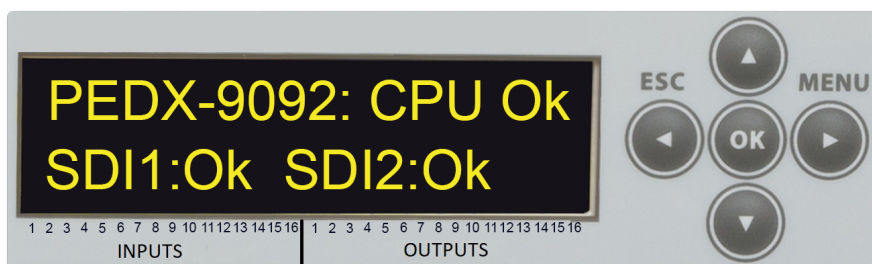 PEDX-9092: CPU Ok
SDI1:Ok SDI2:Ok
ESC
MENU
OK
1 2 3 4 5 6 7 8 9 10 11 12 13 14 15 16 1 2 3 4 5 6 7 8 9 10 11 12 13 14 15 16
INPUTS OUTPUTS